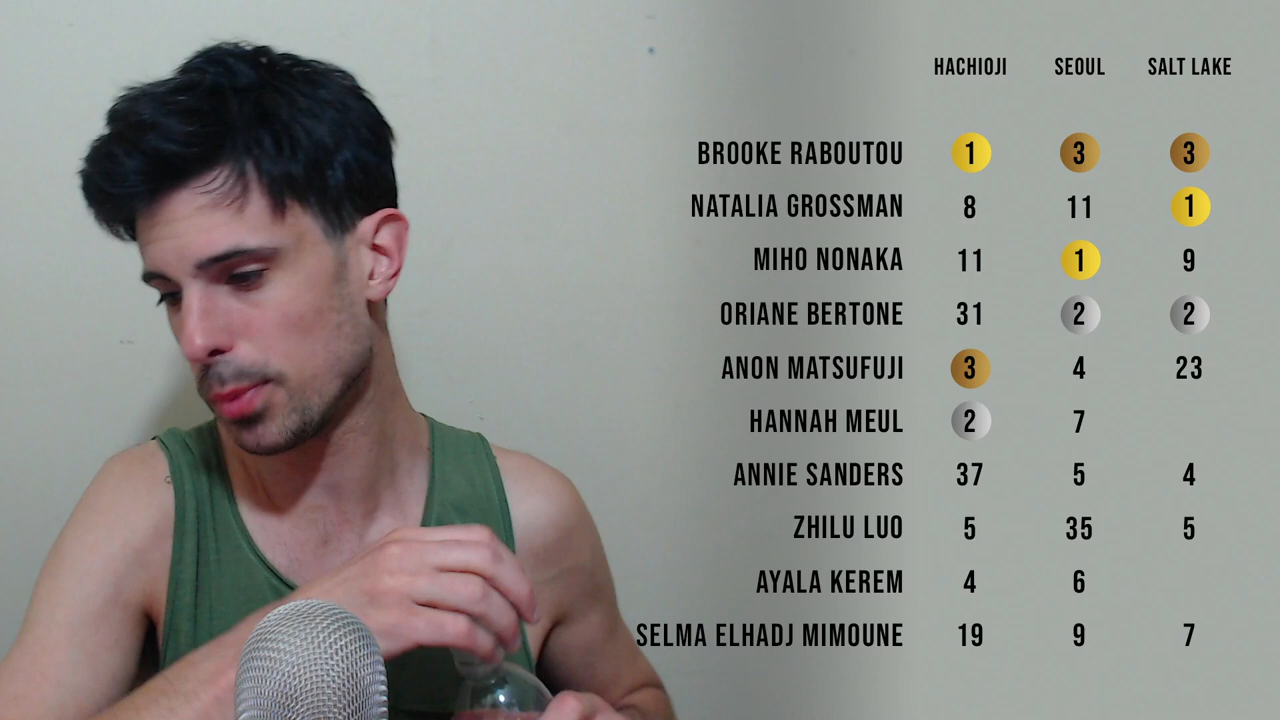 HACHIOJI SEOUL SALT LAKE
BROOKE RABOUTOU 1 3 3
NATALIA GROSSMAN 8 11 1
MIHO NONAKA 11 1 9
ORIANE BERTONE 31 2 2
ANON MATSUFUJI 3 4 23
HANNAH MEUL 2 7
ANNIE SANDERS 37 5 4
ZHILU LUO 5 35 5
AYALA KEREM 4 6
SELMA ELHADJ MIMOUNE 19 9 7